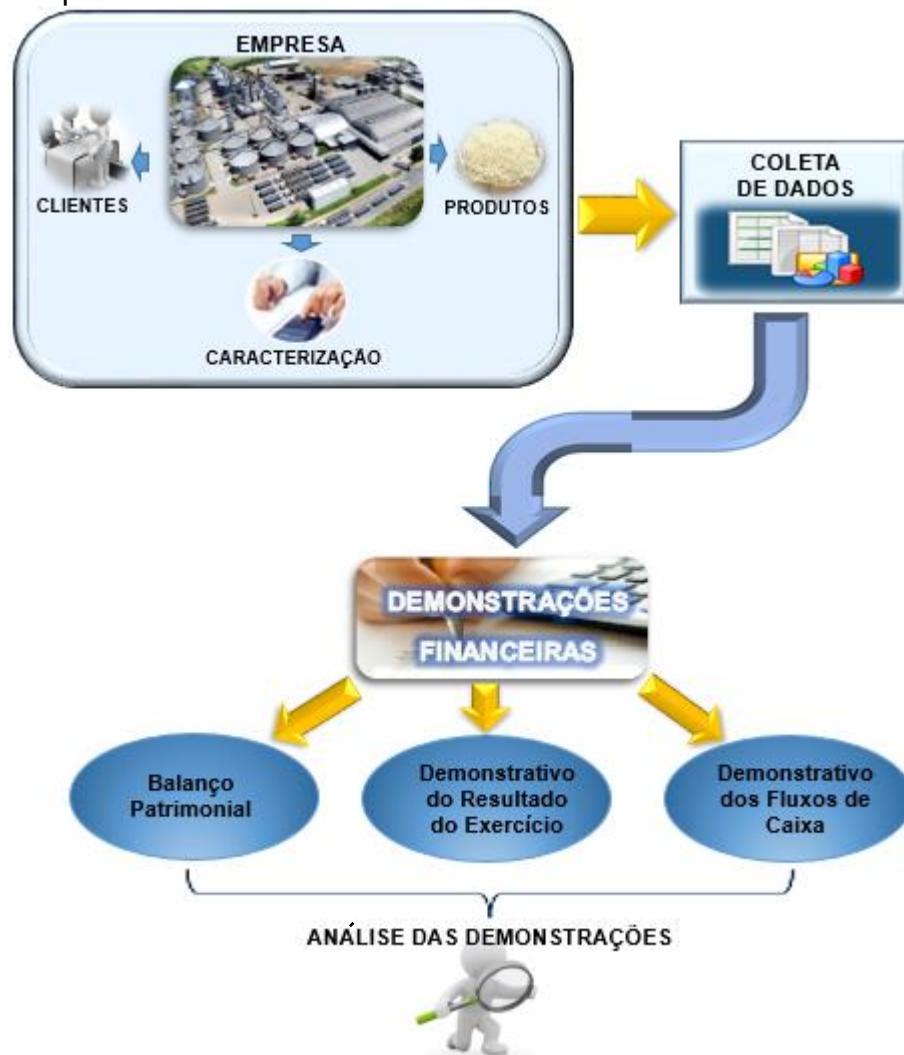 EMPRESA
CLIENTES
PRODUTOS
CARACTERIZAÇÃO
COLETA
DE DADOS
DEMONSTRAÇÕES
FINANCEIRAS
Balanço
Patrimonial
Demonstrativo
do Resultado
do Exercício
Demonstrativo
dos Fluxos de
Caixa
ANÁLISE DAS DEMONSTRAÇÕES